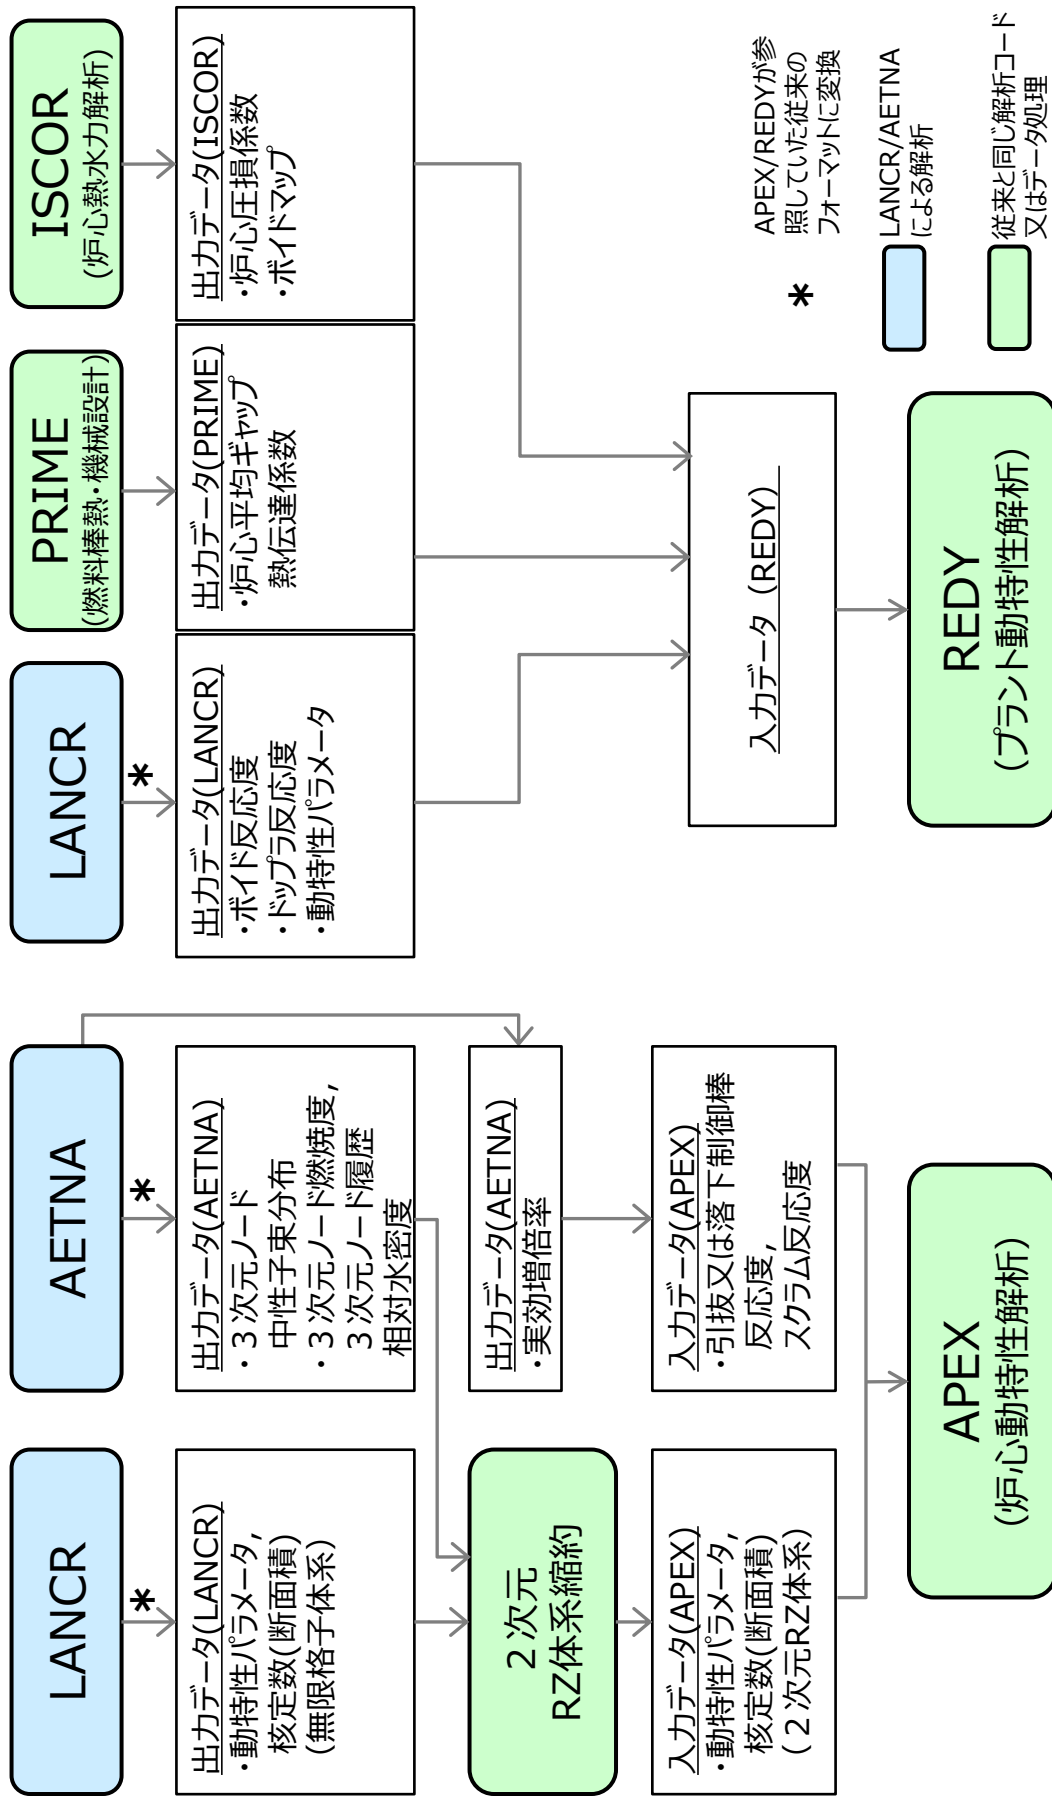 LANCR
*
出力データ(LANCR)
・動特性パラメータ,
核定数(断面積)
(無限格子体系)
2次元
RZ体系縮約
入力データ(APEX)
・動特性パラメータ,
核定数(断面積)
(2次元RZ体系)
AETNA
*
出力データ(AETNA)
・3次元ノード
中性子束分布
・3次元ノード燃焼度,
3次元ノード履歴
相対水密度
出力データ(AETNA)
・実効増倍率
入力データ(APEX)
・引抜又は落下制御棒
反応度,
スクラム反応度
APEX
(炉心動特性解析)
LANCR
*
出力データ(LANCR)
・ボイド反応度
・ドップラ反応度
・動特性パラメータ
PRIME
(燃料棒熱・機械設計)
出力データ(PRIME)
・炉心平均ギャップ
熱伝達係数
ISCOR
(炉心熱水力解析)
出力データ(ISCOR)
・炉心圧損係数
・ボイドマップ
入力データ（REDY）
REDY
(プラント動特性解析)
*
APEX/REDYが参
照していた従来の
フォーマットに変換
LANCR/AETNA
による解析
従来と同じ解析コード
又はデータ処理